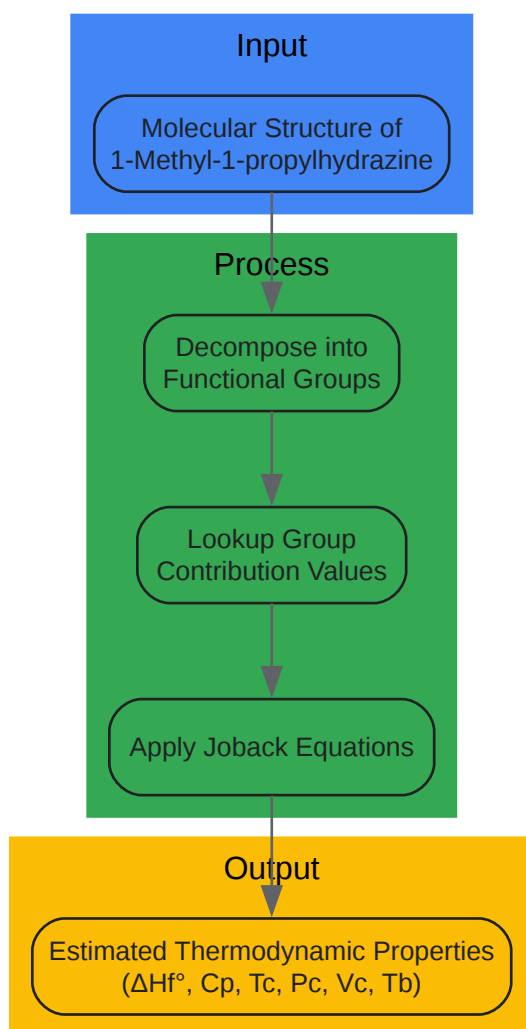 Input
Molecular Structure of
1-Methyl-1-propylhydrazine
Process
Decompose into
Functional Groups
Lookup Group
Contribution Values
Apply Joback Equations
Output
Estimated Thermodynamic Properties
(ΔHf°, Cp, Tc, Pc, Vc, Tb)